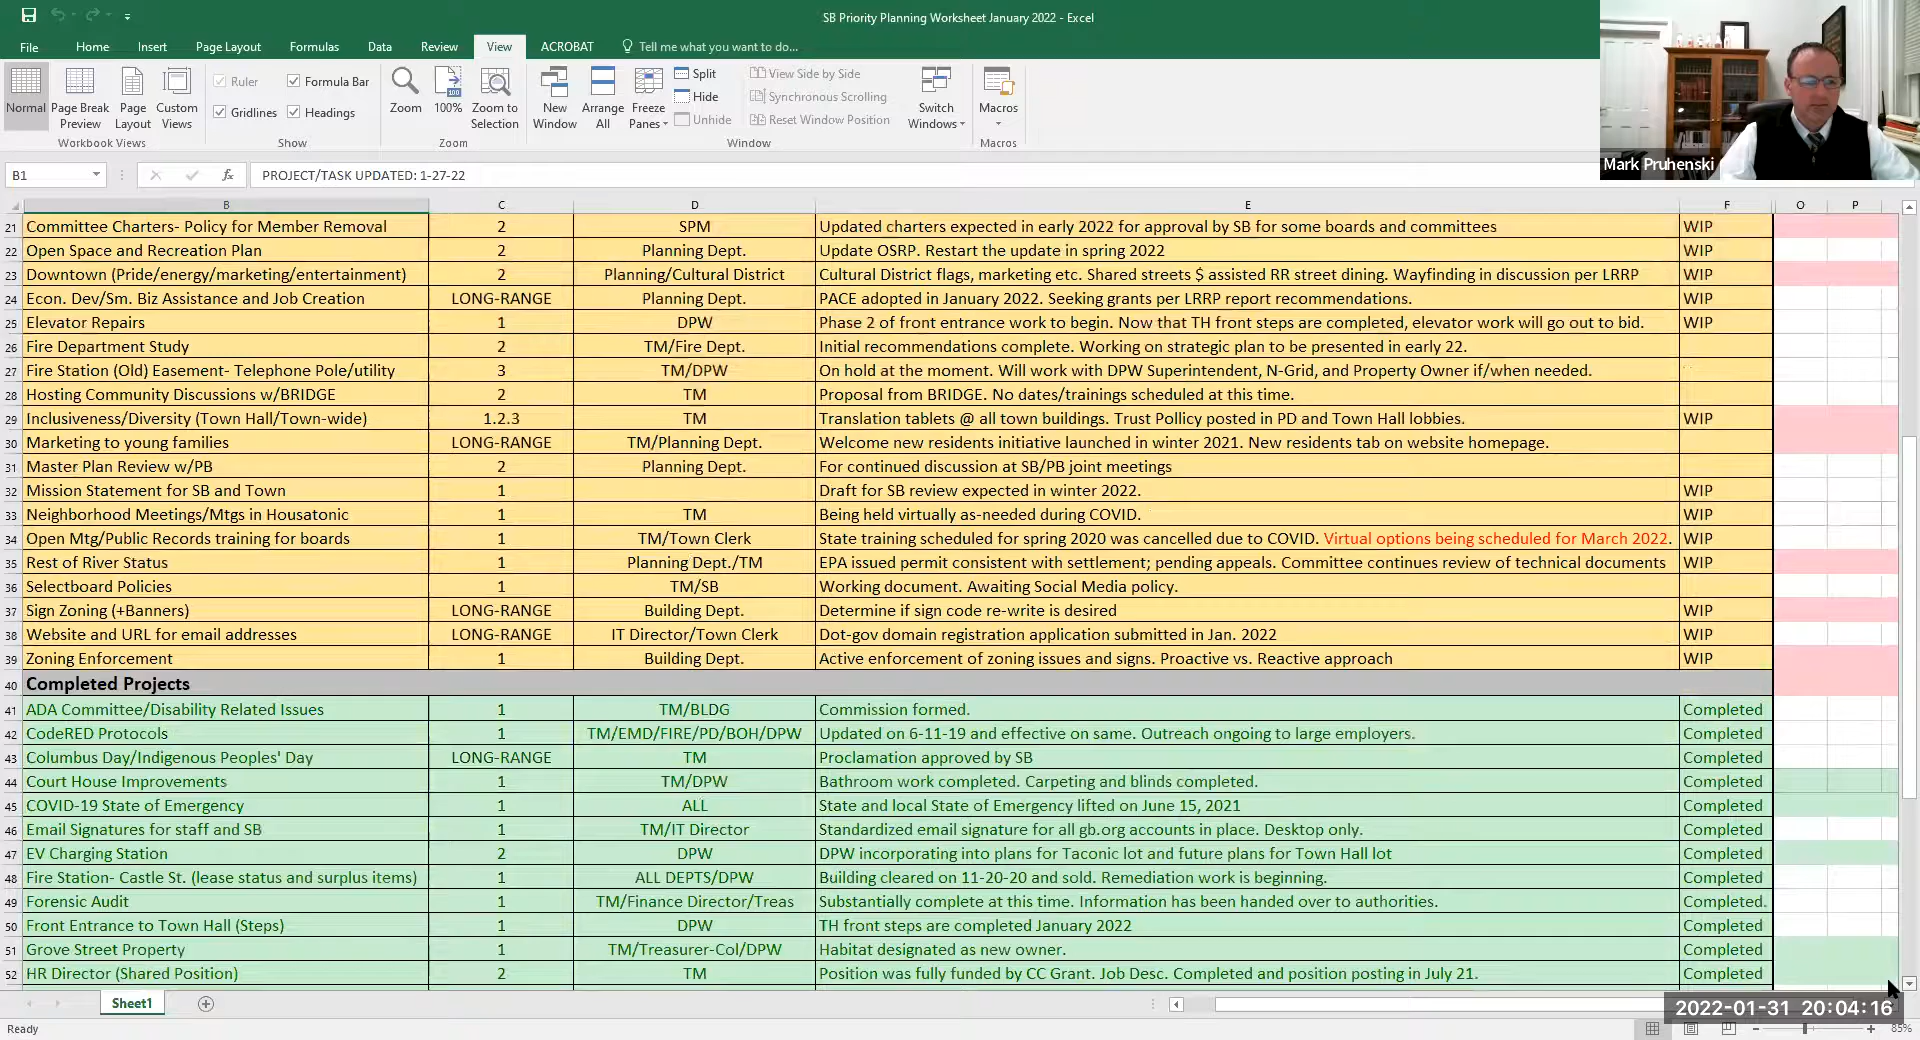 SB Priority Planning Worksheet January 2022 - Excel
File Home Insert Page Layout Formulas Data Review View ACROBAT Tell me what you want to do...
Normal Page Break Preview Page Layout Custom Views
Workbook Views
Ruler Formula Bar
Gridlines Headings
Show
Zoom 100% Zoom to Selection
Zoom
New Window Arrange All Freeze Panes Split Hide Unhide
View Side by Side
Synchronous Scrolling
Reset Window Position
Switch Windows
Window
Macros
Macros
Mark Pruhenski
B1 fx PROJECT/TASK UPDATED: 1-27-22
B C D E F O P
21 Committee Charters- Policy for Member Removal 2 SPM Updated charters expected in early 2022 for approval by SB for some boards and committees WIP
22 Open Space and Recreation Plan 2 Planning Dept. Update OSRP. Restart the update in spring 2022 WIP
23 Downtown (Pride/energy/marketing/entertainment) 2 Planning/Cultural District Cultural District flags, marketing etc. Shared streets $ assisted RR street dining. Wayfinding in discussion per LRRP WIP
24 Econ. Dev/Sm. Biz Assistance and Job Creation LONG-RANGE Planning Dept. PACE adopted in January 2022. Seeking grants per LRRP report recommendations. WIP
25 Elevator Repairs 1 DPW Phase 2 of front entrance work to begin. Now that TH front steps are completed, elevator work will go out to bid. WIP
26 Fire Department Study 2 TM/Fire Dept. Initial recommendations complete. Working on strategic plan to be presented in early 22.
27 Fire Station (Old) Easement- Telephone Pole/utility 3 TM/DPW On hold at the moment. Will work with DPW Superintendent, N-Grid, and Property Owner if/when needed.
28 Hosting Community Discussions w/BRIDGE 2 TM Proposal from BRIDGE. No dates/trainings scheduled at this time.
29 Inclusiveness/Diversity (Town Hall/Town-wide) 1.2.3 TM Translation tablets @ all town buildings. Trust Pollicy posted in PD and Town Hall lobbies. WIP
30 Marketing to young families LONG-RANGE TM/Planning Dept. Welcome new residents initiative launched in winter 2021. New residents tab on website homepage.
31 Master Plan Review w/PB 2 Planning Dept. For continued discussion at SB/PB joint meetings
32 Mission Statement for SB and Town 1 Draft for SB review expected in winter 2022. WIP
33 Neighborhood Meetings/Mtgs in Housatonic 1 TM Being held virtually as-needed during COVID. WIP
34 Open Mtg/Public Records training for boards 1 TM/Town Clerk State training scheduled for spring 2020 was cancelled due to COVID. Virtual options being scheduled for March 2022. WIP
35 Rest of River Status 1 Planning Dept./TM EPA issued permit consistent with settlement; pending appeals. Committee continues review of technical documents WIP
36 Selectboard Policies 1 TM/SB Working document. Awaiting Social Media policy.
37 Sign Zoning (+Banners) LONG-RANGE Building Dept. Determine if sign code re-write is desired WIP
38 Website and URL for email addresses LONG-RANGE IT Director/Town Clerk Dot-gov domain registration application submitted in Jan. 2022 WIP
39 Zoning Enforcement 1 Building Dept. Active enforcement of zoning issues and signs. Proactive vs. Reactive approach WIP
40 Completed Projects
41 ADA Committee/Disability Related Issues 1 TM/BLDG Commission formed. Completed
42 CodeRED Protocols 1 TM/EMD/FIRE/PD/BOH/DPW Updated on 6-11-19 and effective on same. Outreach ongoing to large employers. Completed
43 Columbus Day/Indigenous Peoples' Day LONG-RANGE TM Proclamation approved by SB Completed
44 Court House Improvements 1 TM/DPW Bathroom work completed. Carpeting and blinds completed. Completed
45 COVID-19 State of Emergency 1 ALL State and local State of Emergency lifted on June 15, 2021 Completed
46 Email Signatures for staff and SB 1 TM/IT Director Standardized email signature for all gb.org accounts in place. Desktop only. Completed
47 EV Charging Station 2 DPW DPW incorporating into plans for Taconic lot and future plans for Town Hall lot Completed
48 Fire Station- Castle St. (lease status and surplus items) 1 ALL DEPTS/DPW Building cleared on 11-20-20 and sold. Remediation work is beginning. Completed
49 Forensic Audit 1 TM/Finance Director/Treas Substantially complete at this time. Information has been handed over to authorities. Completed.
50 Front Entrance to Town Hall (Steps) 1 DPW TH front steps are completed January 2022 Completed
51 Grove Street Property 1 TM/Treasurer-Col/DPW Habitat designated as new owner. Completed
52 HR Director (Shared Position) 2 TM Position was fully funded by CC Grant. Job Desc. Completed and position posting in July 21. Completed
Sheet1
2022-01-31 20:04:16
Ready 85%